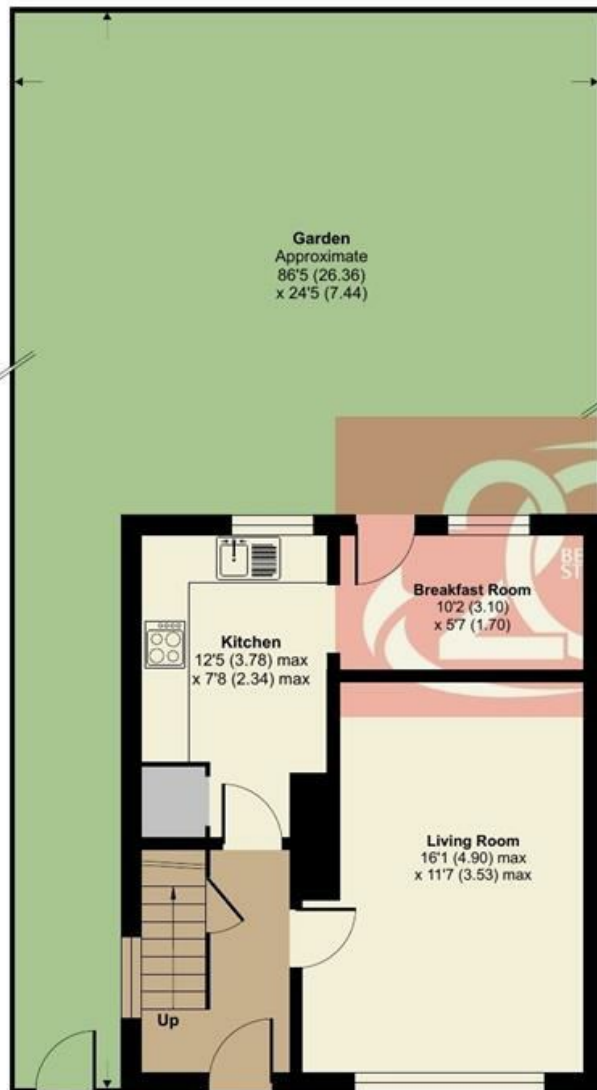 Garden
Approximate
86'5 (26.36)
x 24'5 (7.44)
Breakfast Room
10'2 (3.10)
x 5'7 (1.70)
Kitchen
12'5 (3.78) max
x 7'8 (2.34) max
Living Room
16'1 (4.90) max
x 11'7 (3.53) max
Up